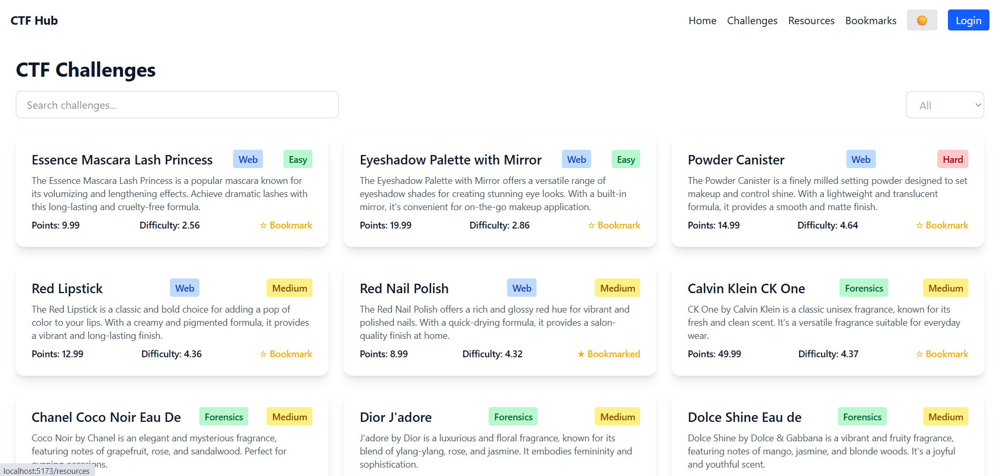 CTF Hub
Home Challenges Resources Bookmarks Login
CTF Challenges
Search challenges...
All
Essence Mascara Lash Princess Web Easy
The Essence Mascara Lash Princess is a popular mascara known for
its volumizing and lengthening effects. Achieve dramatic lashes with
this long-lasting and cruelty-free formula.
Points: 9.99 Difficulty: 2.56 ☆ Bookmark
Eyeshadow Palette with Mirror Web Easy
The Eyeshadow Palette with Mirror offers a versatile range of
eyeshadow shades for creating stunning eye looks. With a built-in
mirror, it's convenient for on-the-go makeup application.
Points: 19.99 Difficulty: 2.86 ☆ Bookmark
Powder Canister Web Hard
The Powder Canister is a finely milled setting powder designed to set
makeup and control shine. With a lightweight and translucent
formula, it provides a smooth and matte finish.
Points: 14.99 Difficulty: 4.64 ☆ Bookmark
Red Lipstick Web Medium
The Red Lipstick is a classic and bold choice for adding a pop of
color to your lips. With a creamy and pigmented formula, it provides
a vibrant and long-lasting finish.
Points: 12.99 Difficulty: 4.36 ☆ Bookmark
Red Nail Polish Web Medium
The Red Nail Polish offers a rich and glossy red hue for vibrant and
polished nails. With a quick-drying formula, it provides a salon-
quality finish at home.
Points: 8.99 Difficulty: 4.32 ★ Bookmarked
Calvin Klein CK One Forensics Medium
CK One by Calvin Klein is a classic unisex fragrance, known for its
fresh and clean scent. It's a versatile fragrance suitable for everyday
wear.
Points: 49.99 Difficulty: 4.37 ☆ Bookmark
Chanel Coco Noir Eau De Forensics Medium
Coco Noir by Chanel is an elegant and mysterious fragrance,
featuring notes of grapefruit, rose, and sandalwood. Perfect for
evening occasions.
Dior J'adore Forensics Medium
J'adore by Dior is a luxurious and floral fragrance, known for its
blend of ylang-ylang, rose, and jasmine. It embodies femininity and
sophistication.
Dolce Shine Eau de Forensics Medium
Dolce Shine by Dolce & Gabbana is a vibrant and fruity fragrance,
featuring notes of mango, jasmine, and blonde woods. It's a joyful
and youthful scent.
localhost:5173/resources